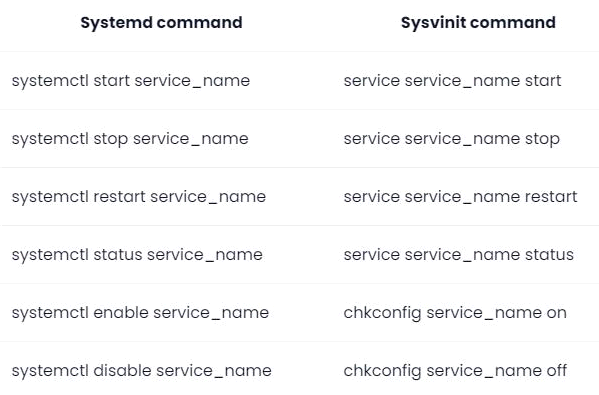 Systemd command Sysvinit command
systemctl start service_name service service_name start
systemctl stop service_name service service_name stop
systemctl restart service_name service service_name restart
systemctl status service_name service service_name status
systemctl enable service_name chkconfig service_name on
systemctl disable service_name chkconfig service_name off